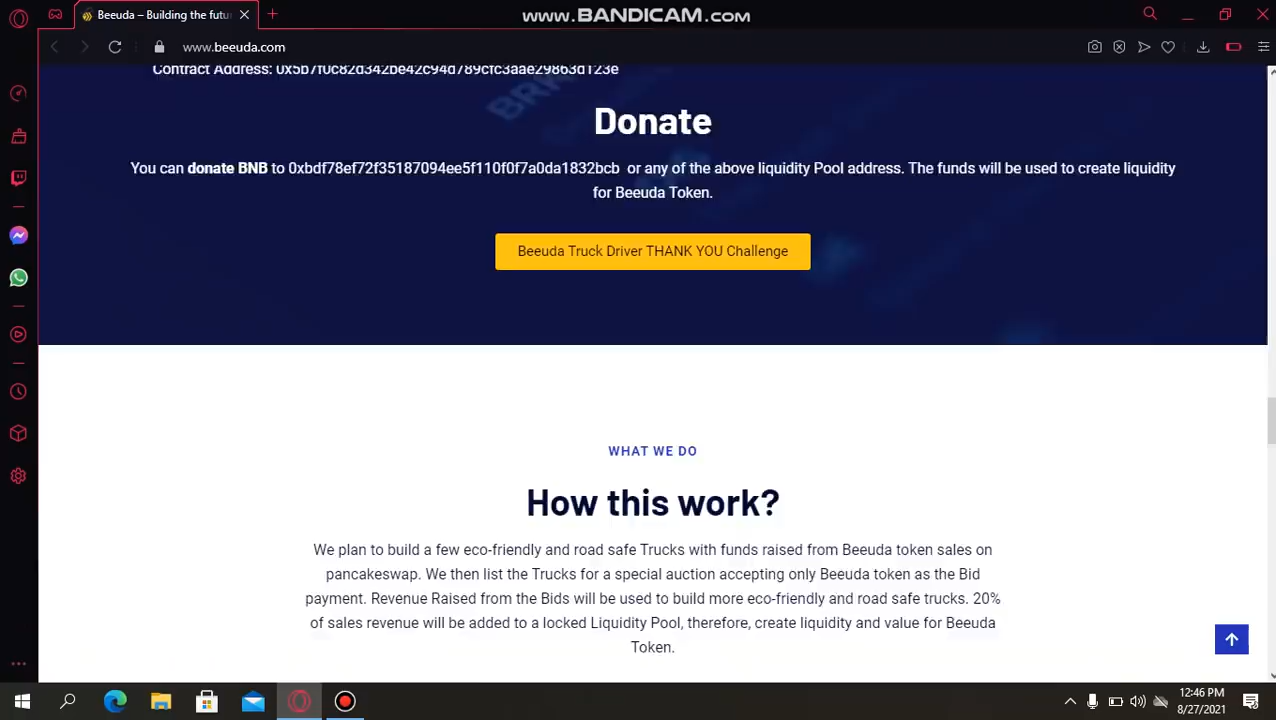 www.BANDICAM.com
Beeuda – Building the futu
www.beeuda.com
Contract Address: 0x5b7f0c82d342be42c94d789cfc3aae29863d123e
Donate
You can donate BNB to 0xbdf78ef72f35187094ee5f110f0f7a0da1832bcb or any of the above liquidity Pool address. The funds will be used to create liquidity
for Beeuda Token.
Beeuda Truck Driver THANK YOU Challenge
WHAT WE DO
How this work?
We plan to build a few eco-friendly and road safe Trucks with funds raised from Beeuda token sales on
pancakeswap. We then list the Trucks for a special auction accepting only Beeuda token as the Bid
payment. Revenue Raised from the Bids will be used to build more eco-friendly and road safe trucks. 20%
of sales revenue will be added to a locked Liquidity Pool, therefore, create liquidity and value for Beeuda
Token.
12:46 PM
8/27/2021